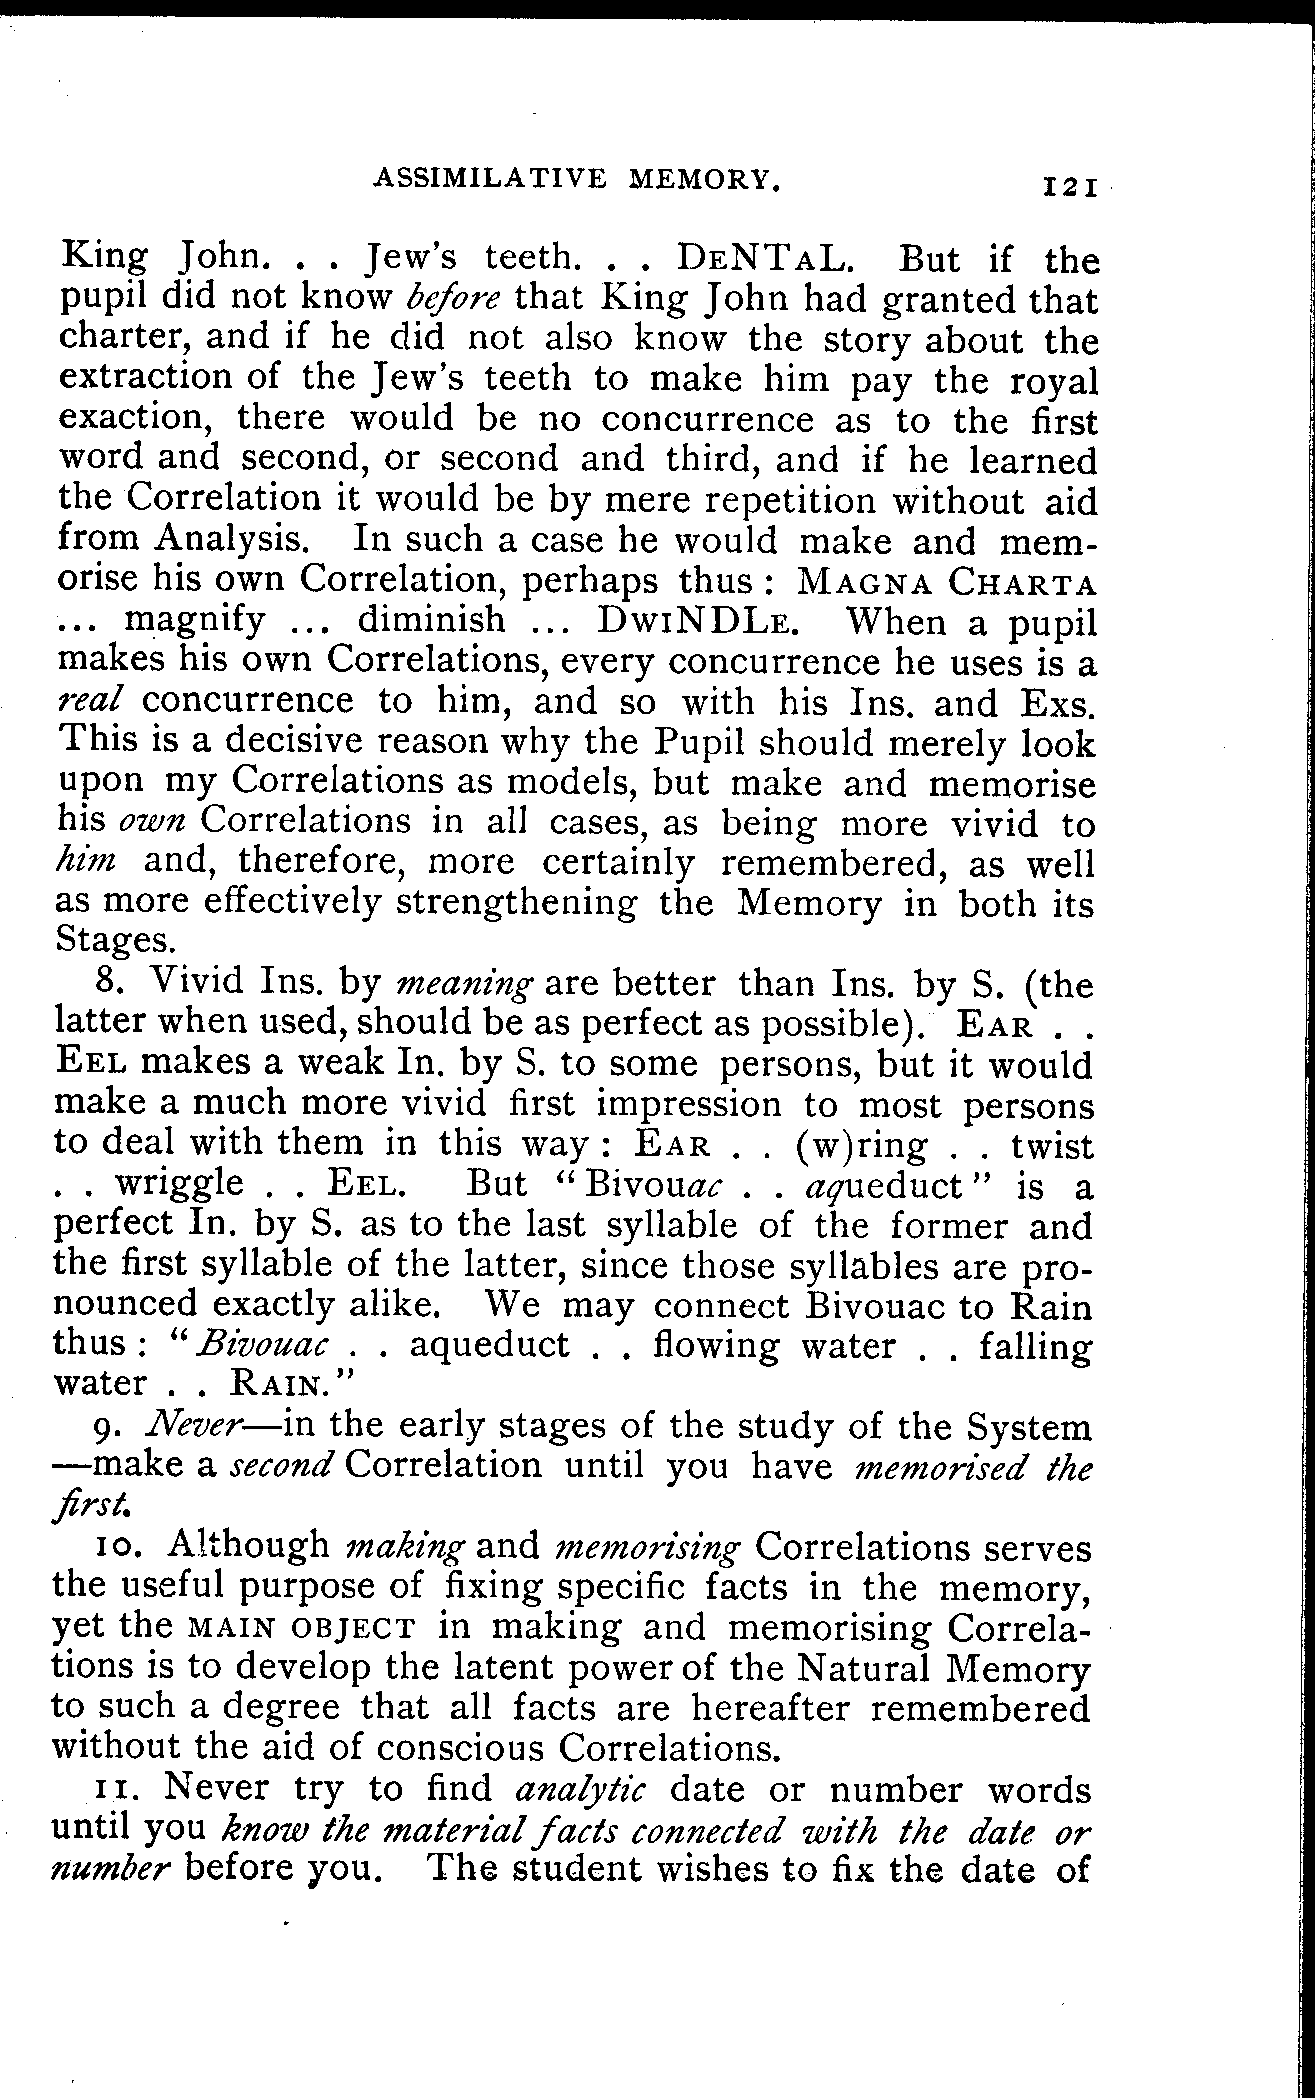 ASSIMILATIVE MEMORY. 121
King John. . . Jew's teeth. . . DENTAL. But if the
pupil did not know before that King John had granted that
charter, and if he did not also know the story about the
extraction of the Jew's teeth to make him pay the royal
exaction, there would be no concurrence as to the first
word and second, or second and third, and if he learned
the Correlation it would be by mere repetition without aid
from Analysis. In such a case he would make and mem-
orise his own Correlation, perhaps thus : MAGNA CHARTA
... magnify ... diminish ... DWINDLE. When a pupil
makes his own Correlations, every concurrence he uses is a
real concurrence to him, and so with his Ins. and Exs.
This is a decisive reason why the Pupil should merely look
upon my Correlations as models, but make and memorise
his own Correlations in all cases, as being more vivid to
him and, therefore, more certainly remembered, as well
as more effectively strengthening the Memory in both its
Stages.
8. Vivid Ins. by meaning are better than Ins. by S. (the
latter when used, should be as perfect as possible). EAR . .
EEL makes a weak In. by S. to some persons, but it would
make a much more vivid first impression to most persons
to deal with them in this way : EAR . . (w)ring . . twist
. . wriggle . . EEL. But "Bivouac . . aqueduct" is a
perfect In. by S. as to the last syllable of the former and
the first syllable of the latter, since those syllables are pro-
nounced exactly alike. We may connect Bivouac to Rain
thus : "Bivouac . . aqueduct . . flowing water . . falling
water . . RAIN."
9. Never—in the early stages of the study of the System
—make a second Correlation until you have memorised the
first.
10. Although making and memorising Correlations serves
the useful purpose of fixing specific facts in the memory,
yet the MAIN OBJECT in making and memorising Correla-
tions is to develop the latent power of the Natural Memory
to such a degree that all facts are hereafter remembered
without the aid of conscious Correlations.
11. Never try to find analytic date or number words
until you know the material facts connected with the date or
number before you. The student wishes to fix the date of